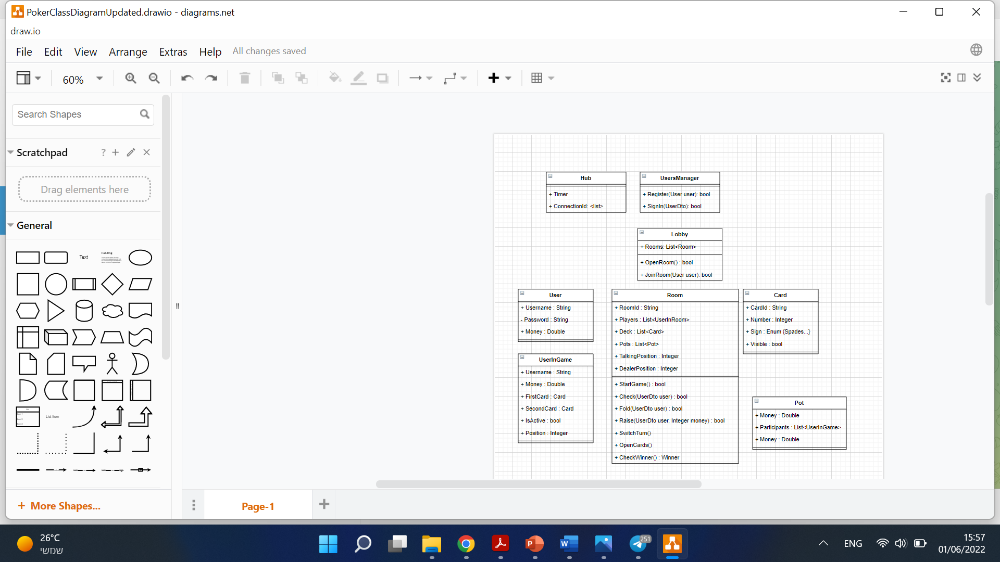 PokerClassDiagramUpdated.drawio - diagrams.net
draw.io
File Edit View Arrange Extras Help All changes saved
60%
Search Shapes
Scratchpad
?
Drag elements here
General
Text
Heading
List
List Item
+ More Shapes...
Hub
+ Timer
+ ConnectionId: <list>
UsersManager
+ Register(User user): bool
+ SignIn(UserDto): bool
Lobby
+ Rooms: List<Room>
+ OpenRoom() : bool
+ JoinRoom(User user): bool
User
+ Username : String
- Password : String
+ Money : Double
UserInGame
+ Username : String
+ Money : Double
+ FirstCard : Card
+ SecondCard : Card
+ IsActive : bool
+ Position : Integer
Room
+ RoomId : String
+ Players : List<UserInRoom>
+ Deck : List<Card>
+ Pots : List<Pot>
+ TalkingPosition : Integer
+ DealerPosition : Integer
+ StartGame() : bool
+ Check(UserDto user) : bool
+ Fold(UserDto user) : bool
+ Raise(UserDto user, Integer money) : bool
+ SwitchTurn()
+ OpenCards()
+ CheckWinner() : Winner
Card
+ CardId : String
+ Number : Integer
+ Sign : Enum {Spades...}
+ Visible : bool
Pot
+ Money : Double
+ Participants : List<UserInGame>
+ Money : Double
Page-1
26°C
שמשי
P
W
251
ENG
15:57
01/06/2022